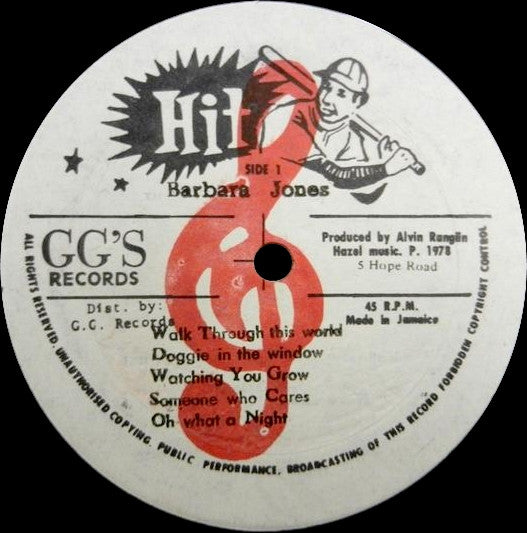 Hit
SIDE 1
Barbara Jones
GG'S
RECORDS
Produced by Alvin Ranglin
Hazel music. P. 1978
5 Hope Road
Dist. by:
G.G. Records
45 R.P.M.
Made in Jamaica
Walk Through this world
Doggie in the window
Watching You Grow
Someone who Cares
Oh what a Night
ALL RIGHTS RESERVED. UNAUTHORISED COPYING. PUBLIC PERFORMANCE. BROADCASTING OF THIS RECORD FORBIDDEN COPYRIGHT CONTROL